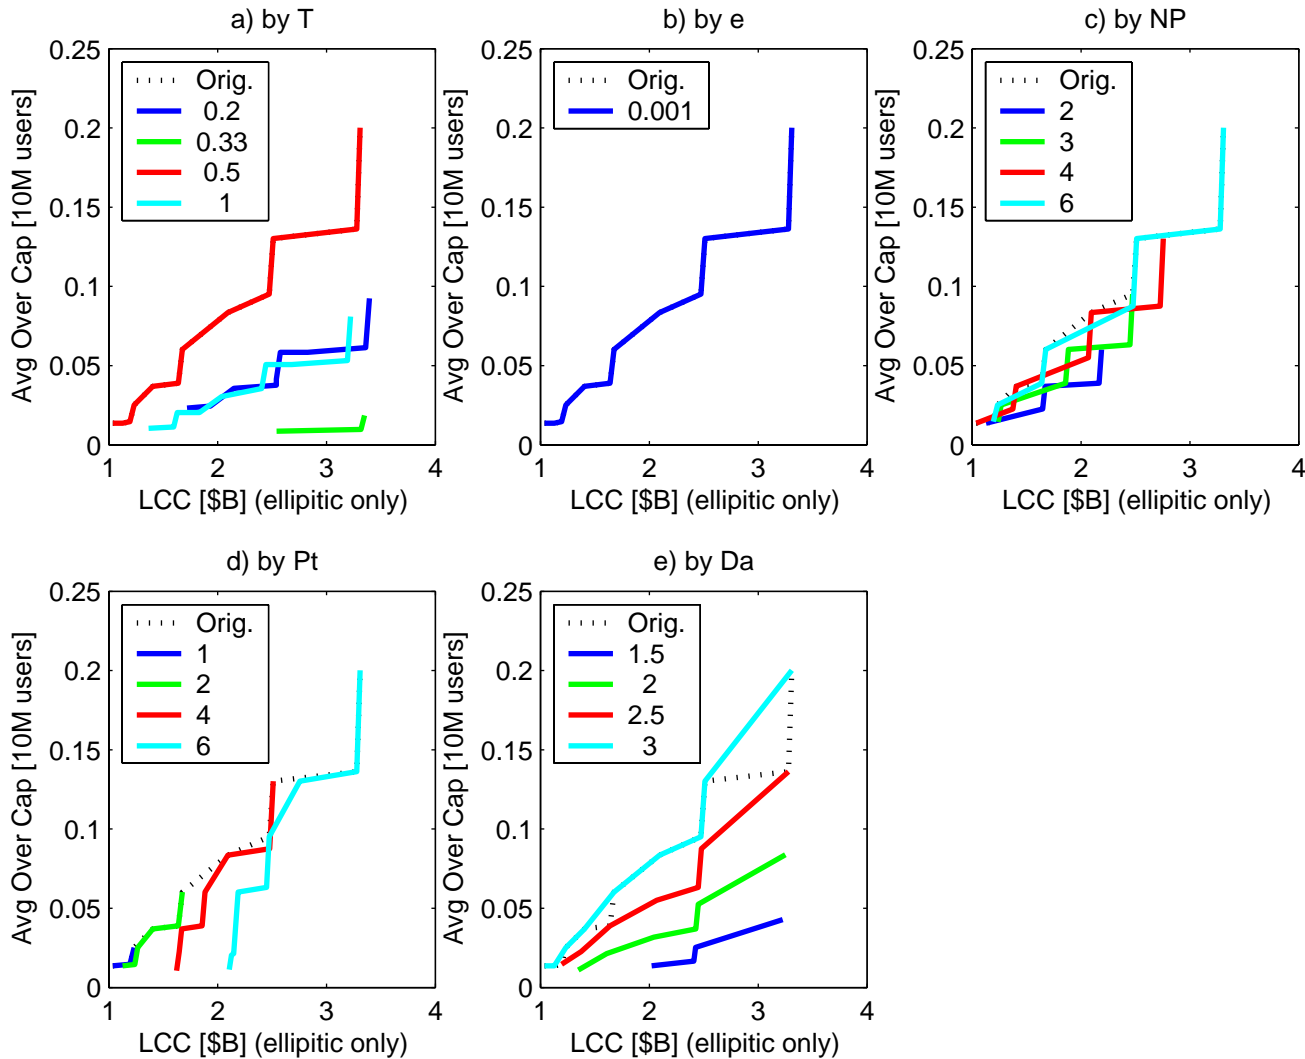 a) by T
0.25
0.2
0.15
0.1
0.05
0
Avg Over Cap [10M users]
Orig.
0.2
0.33
0.5
1
1 2 3 4
LCC [$B] (ellipitic only)
b) by e
0.25
0.2
0.15
0.1
0.05
0
Avg Over Cap [10M users]
Orig.
0.001
1 2 3 4
LCC [$B] (ellipitic only)
c) by NP
0.25
0.2
0.15
0.1
0.05
0
Avg Over Cap [10M users]
Orig.
2
3
4
6
1 2 3 4
LCC [$B] (ellipitic only)
d) by Pt
0.25
0.2
0.15
0.1
0.05
0
Avg Over Cap [10M users]
Orig.
1
2
4
6
1 2 3 4
LCC [$B] (ellipitic only)
e) by Da
0.25
0.2
0.15
0.1
0.05
0
Avg Over Cap [10M users]
Orig.
1.5
2
2.5
3
1 2 3 4
LCC [$B] (ellipitic only)